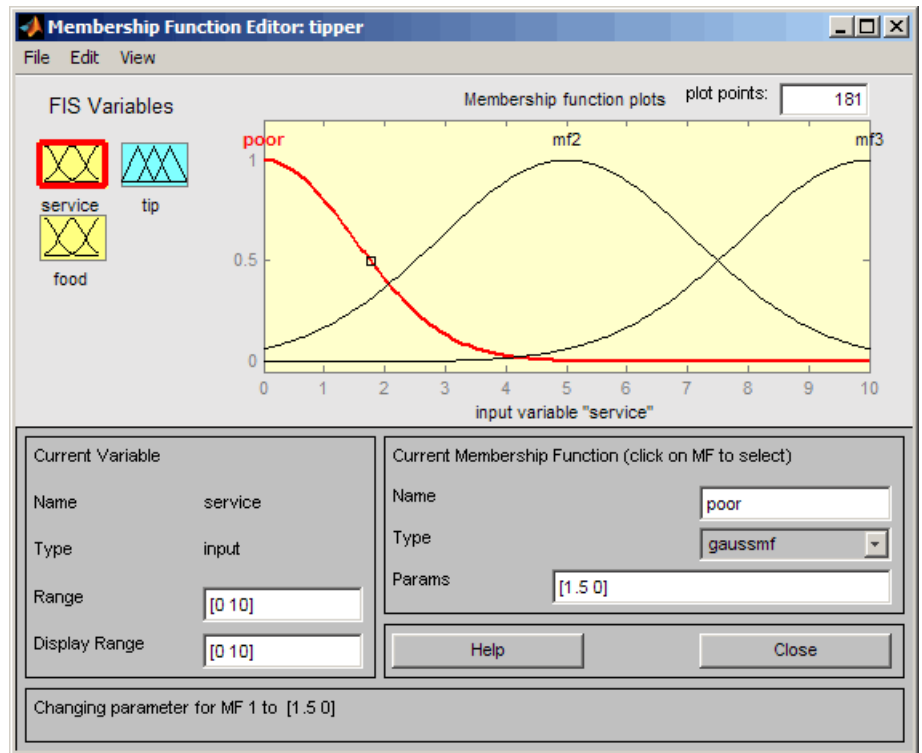 Membership Function Editor: tipper
File Edit View
FIS Variables
Membership function plots
plot points:
181
service
tip
food
poor
mf2
mf3
1
0.5
0
0 1 2 3 4 5 6 7 8 9 10
input variable "service"
Current Variable
Name service
Type input
Range [0 10]
Display Range [0 10]
Current Membership Function (click on MF to select)
Name poor
Type gaussmf
Params [1.5 0]
Help
Close
Changing parameter for MF 1 to [1.5 0]